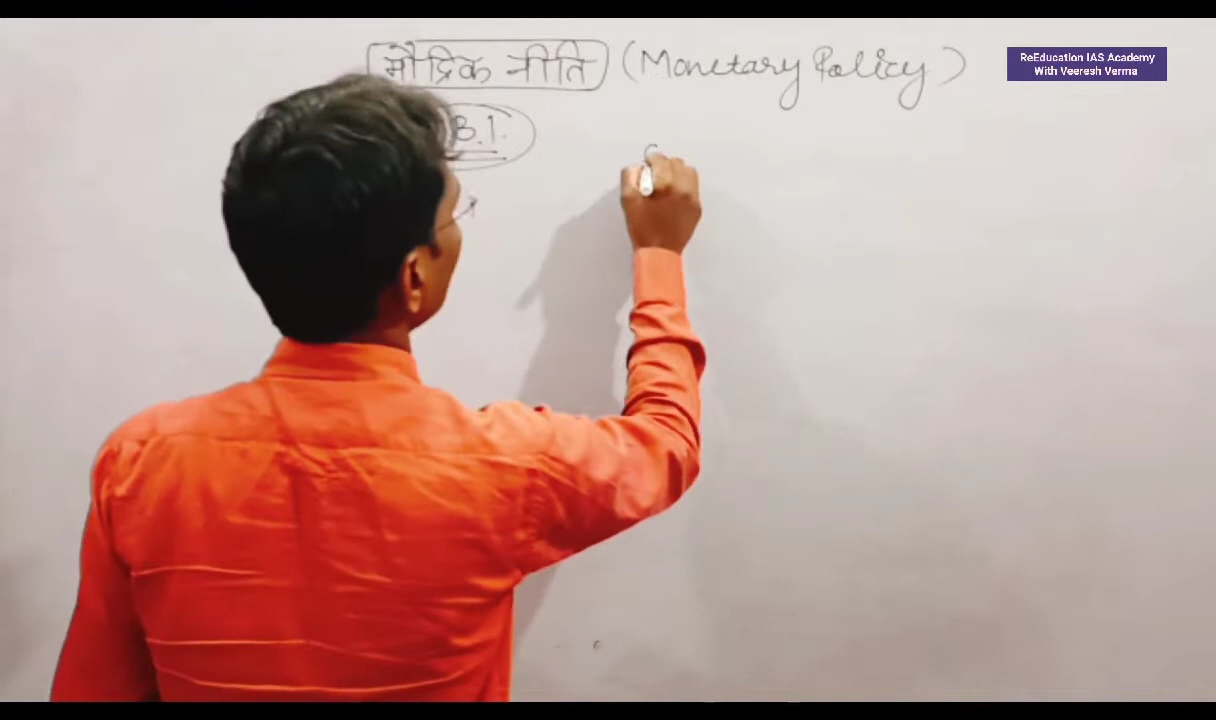 मौद्रिक नीति (Monetary Policy)
B.I.
ReEducation IAS Academy
With Veeresh Verma